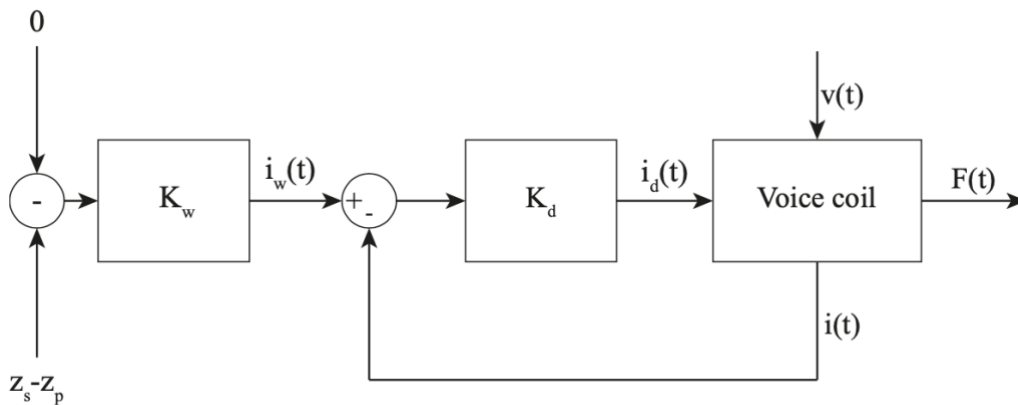 0
-
z_s-z_p
K_w
i_w(t)
+
-
K_d
i_d(t)
v(t)
Voice coil
F(t)
i(t)